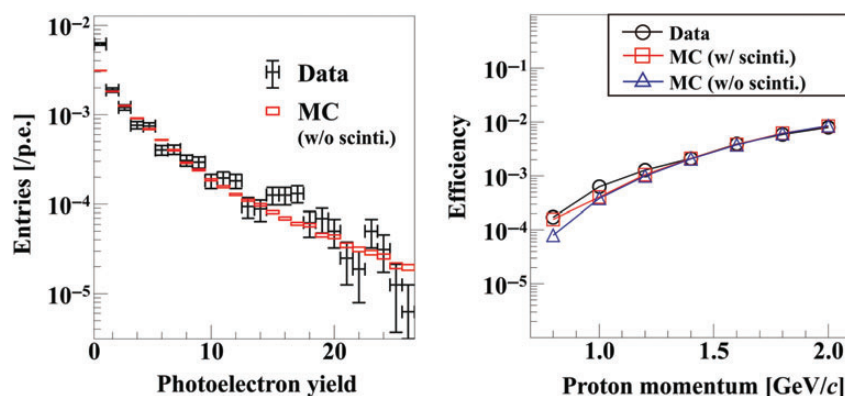 10⁻²
10⁻³
10⁻⁴
10⁻⁵
Entries [/p.e.]
Data
MC
(w/o scinti.)
0 10 20
Photoelectron yield
Data
MC (w/ scinti.)
MC (w/o scinti.)
10⁻¹
10⁻²
10⁻³
10⁻⁴
10⁻⁵
Efficiency
1.0 1.5 2.0
Proton momentum [GeV/c]